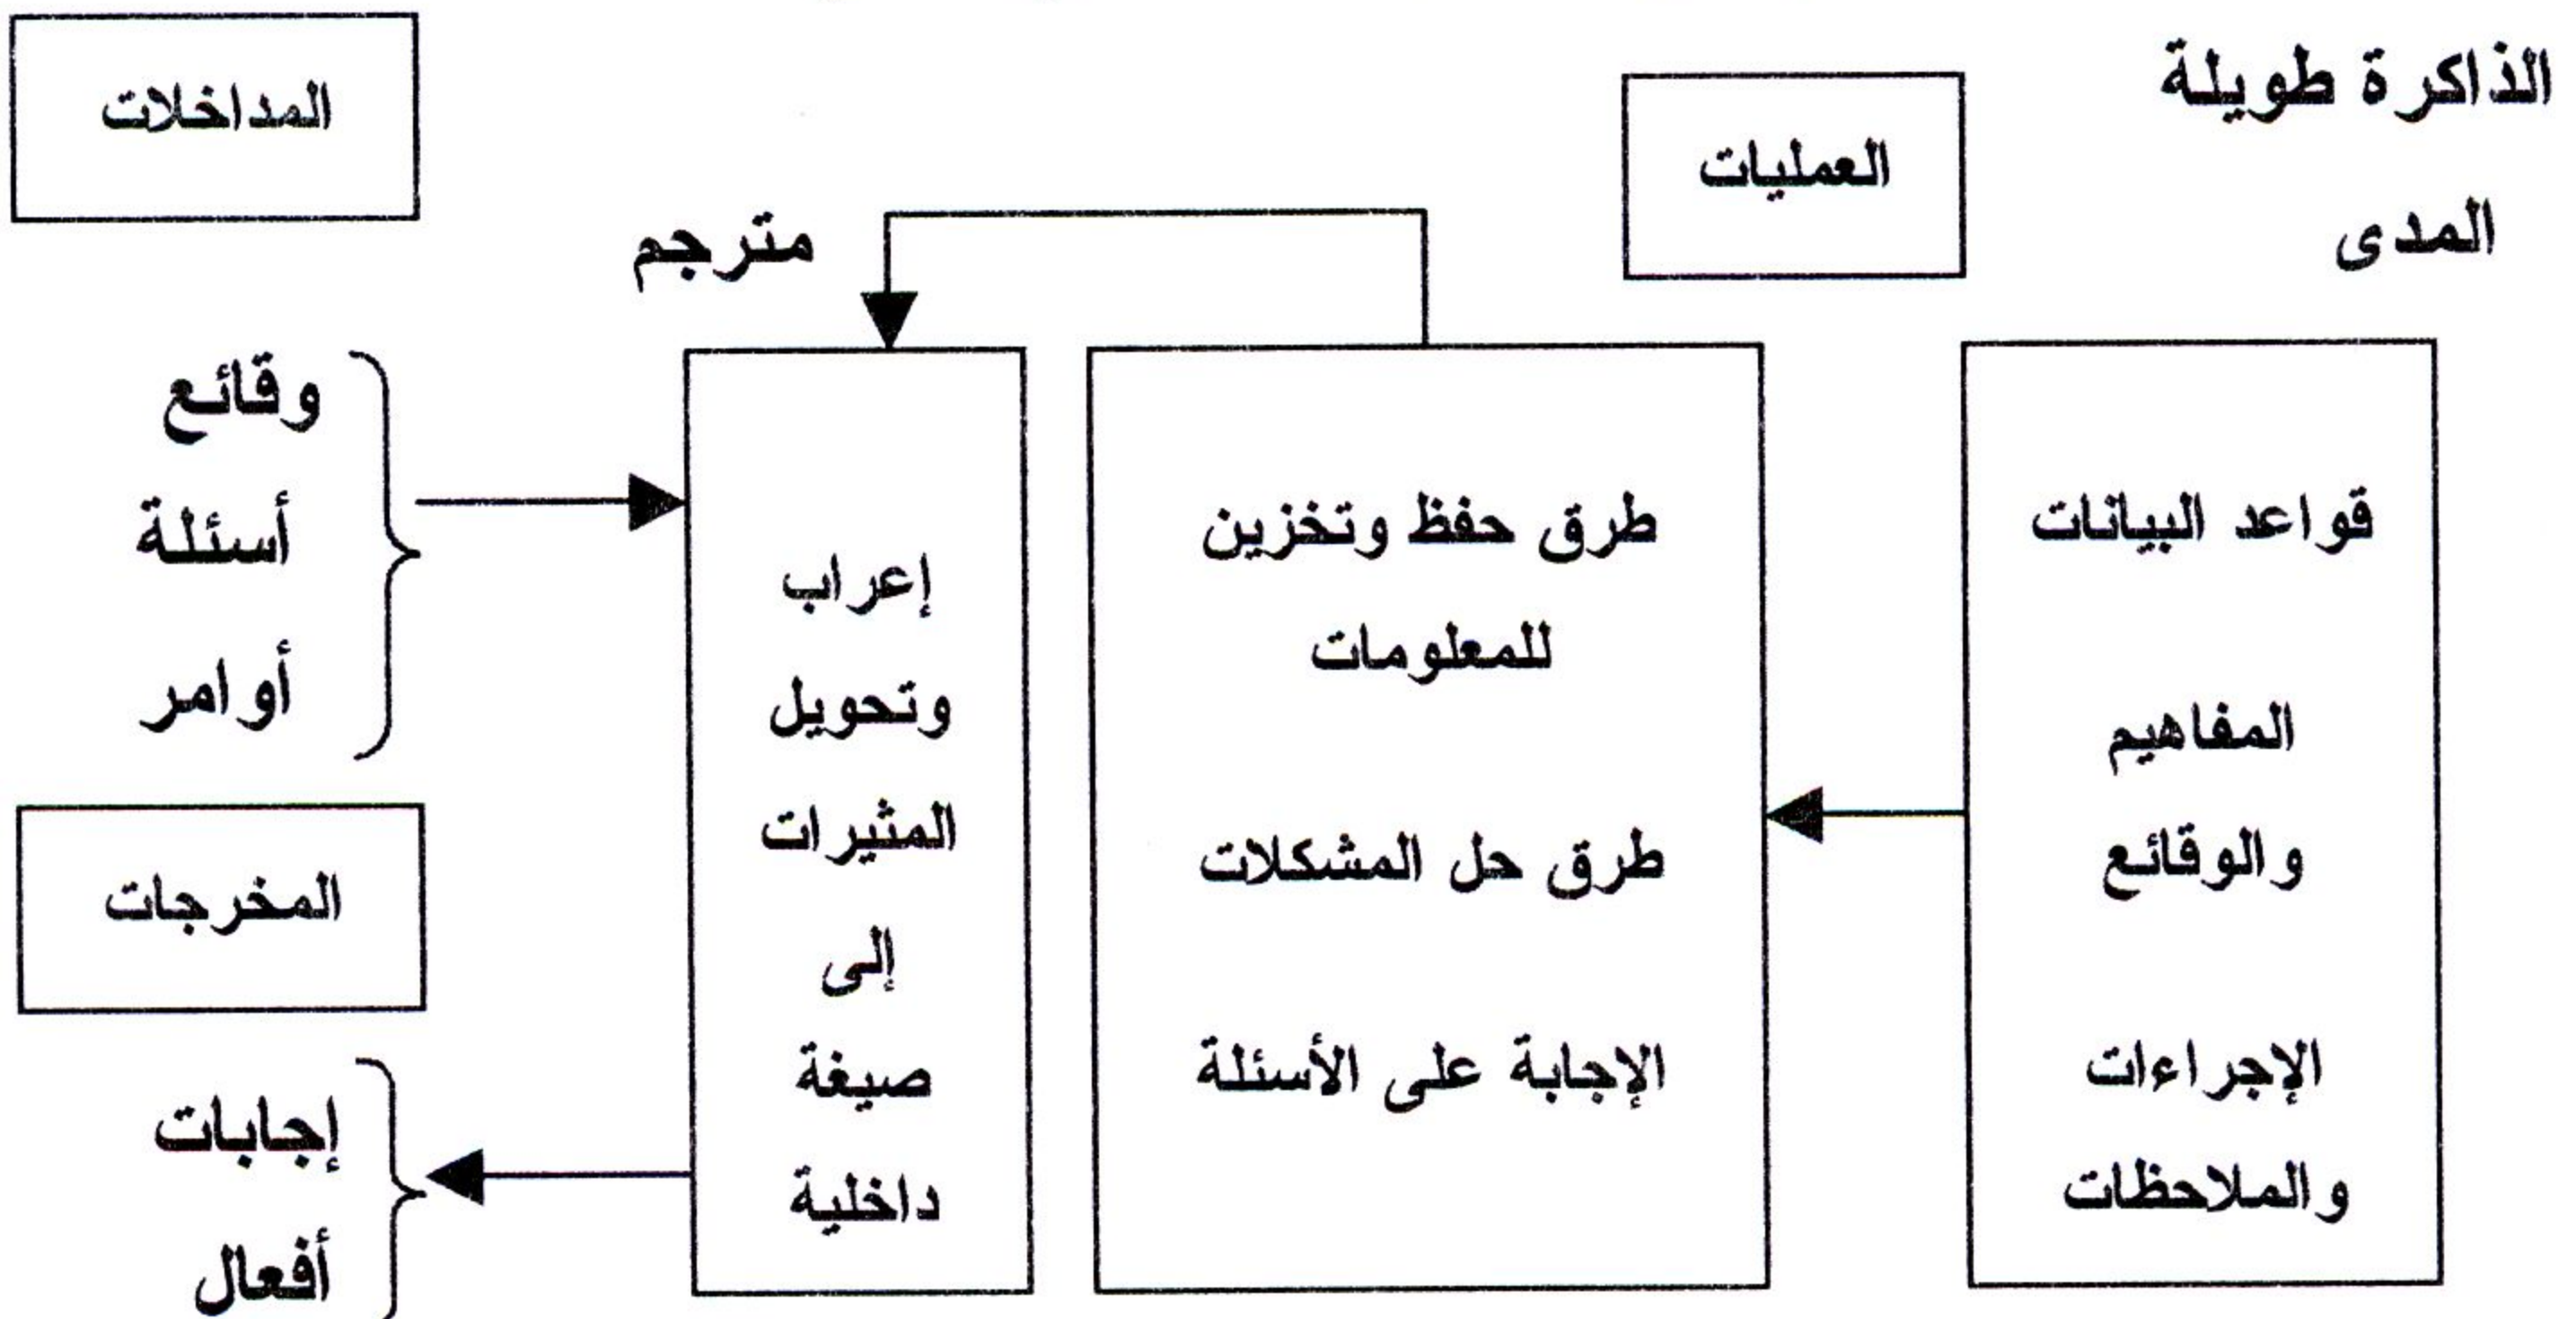 الذاكرة طويلة
المدى
قواعد البيانات
المفاهيم
والوقائع
الإجراءات
والملاحظات
العمليات
طرق حفظ وتخزين
للمعلومات
طرق حل المشكلات
الإجابة على الأسئلة
مترجم
إعراب
وتحويل
المثيرات
إلى
صيغة
داخلية
المداخلات
وقائع
أسئلة
أوامر
المخرجات
إجابات
أفعال